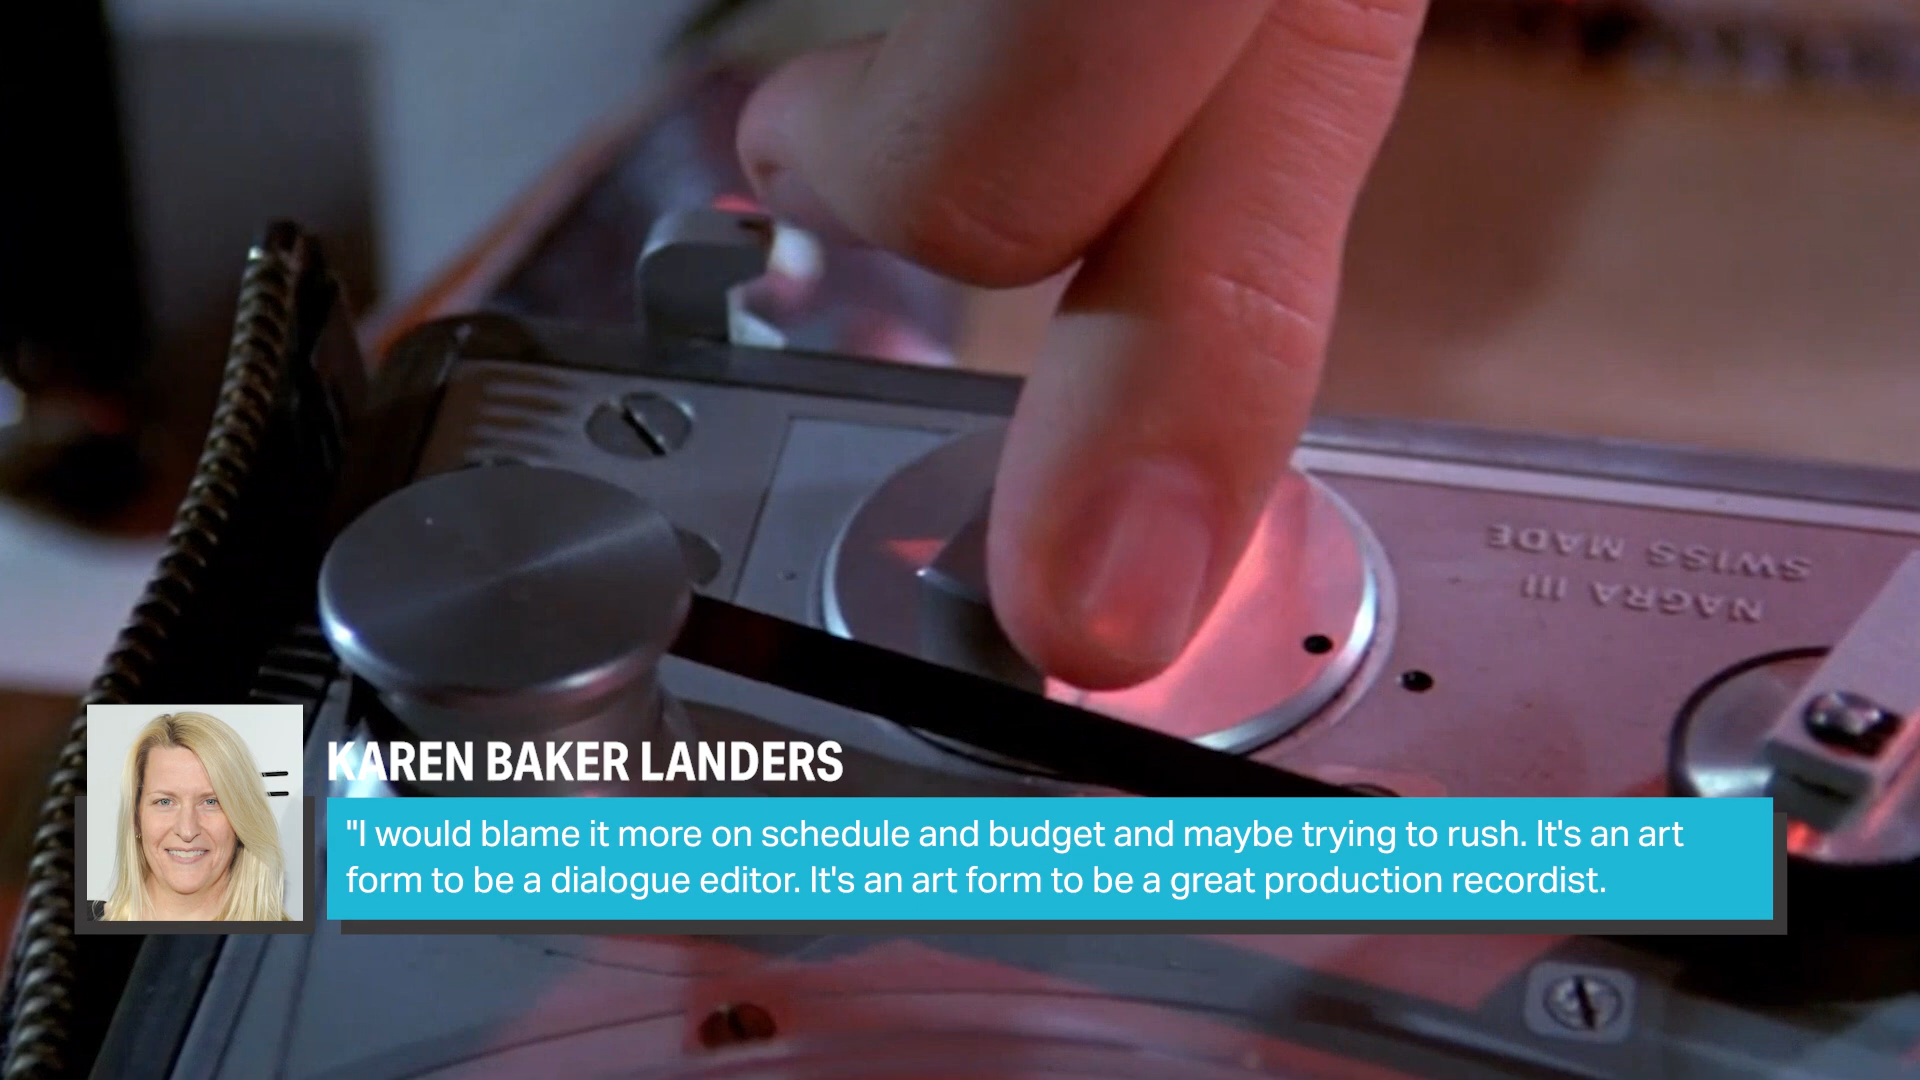 SWISS MADE
NAGRA III
KAREN BAKER LANDERS
"I would blame it more on schedule and budget and maybe trying to rush. It's an art
form to be a dialogue editor. It's an art form to be a great production recordist.